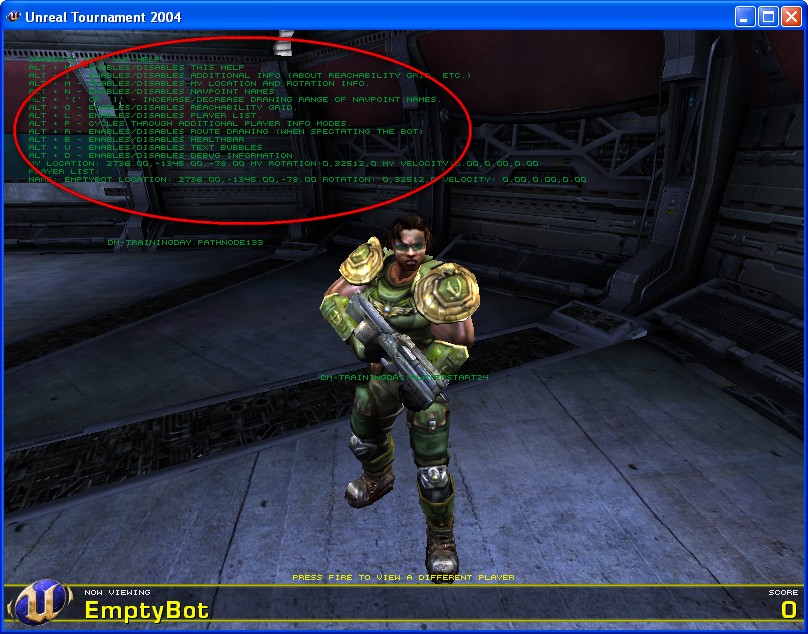 Unreal Tournament 2004
ALT + - ENABLES/DISABLES THIS HELP
ALT + - ENABLES/DISABLES ADDITIONAL INFO (ABOUT REACHABILITY GRID, ETC.)
ALT + M - ENABLES/DISABLES MY LOCATION AND ROTATION INFO.
ALT + N - ENABLES/DISABLES NAVPOINT NAMES.
ALT + - INCERASE/DECREASE DRAWING RANGE OF NAVPOINT NAMES.
ALT + G - ENABLES/DISABLES REACHABILITY GRID.
ALT + L - ENABLES/DISABLES PLAYER LIST.
ALT + P - CYCLES THROUGH ADDITIONAL PLAYER INFO MODES.
ALT + R - ENABLES/DISABLES ROUTE DRAWING (WHEN SPECTATING THE BOT)
ALT + B - ENABLES/DISABLES HEALTHBAR
ALT + U - ENABLES/DISABLES TEXT BUBBLES
ALT + D - ENABLES/DISABLES DEBUG INFORMATION
MY LOCATION: 2736.00,-1345.00,-78.00 MY ROTATION:0,32512,0 MY VELOCITY:0.00,0.00,0.00
PLAYER LIST:
NAME: EMPTYBOT LOCATION: 2736.00,-1345.00,-78.00 ROTATION: 0,32512,0 VELOCITY: 0.00,0.00,0.00
DM-TRAININGDAY.PATHNODE133
DM-TRAININGDAY.PLAYERSTART24
PRESS FIRE TO VIEW A DIFFERENT PLAYER
NOW VIEWING
EmptyBot
SCORE
0